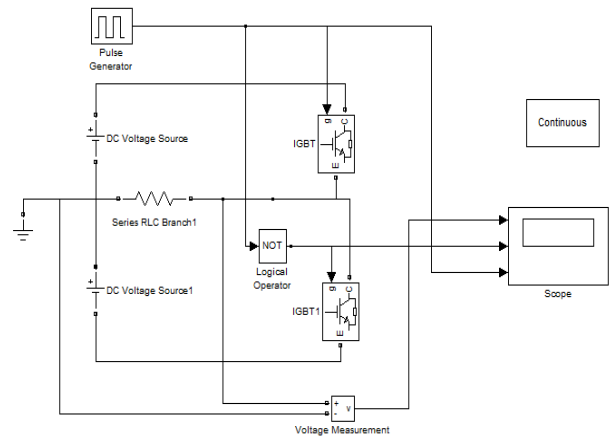 Pulse
Generator
DC Voltage Source
g
C
IGBT
E
Continuous
Series RLC Branch1
NOT
Logical
Operator
Scope
DC Voltage Source1
g
C
IGBT1
E
+
-
v
Voltage Measurement